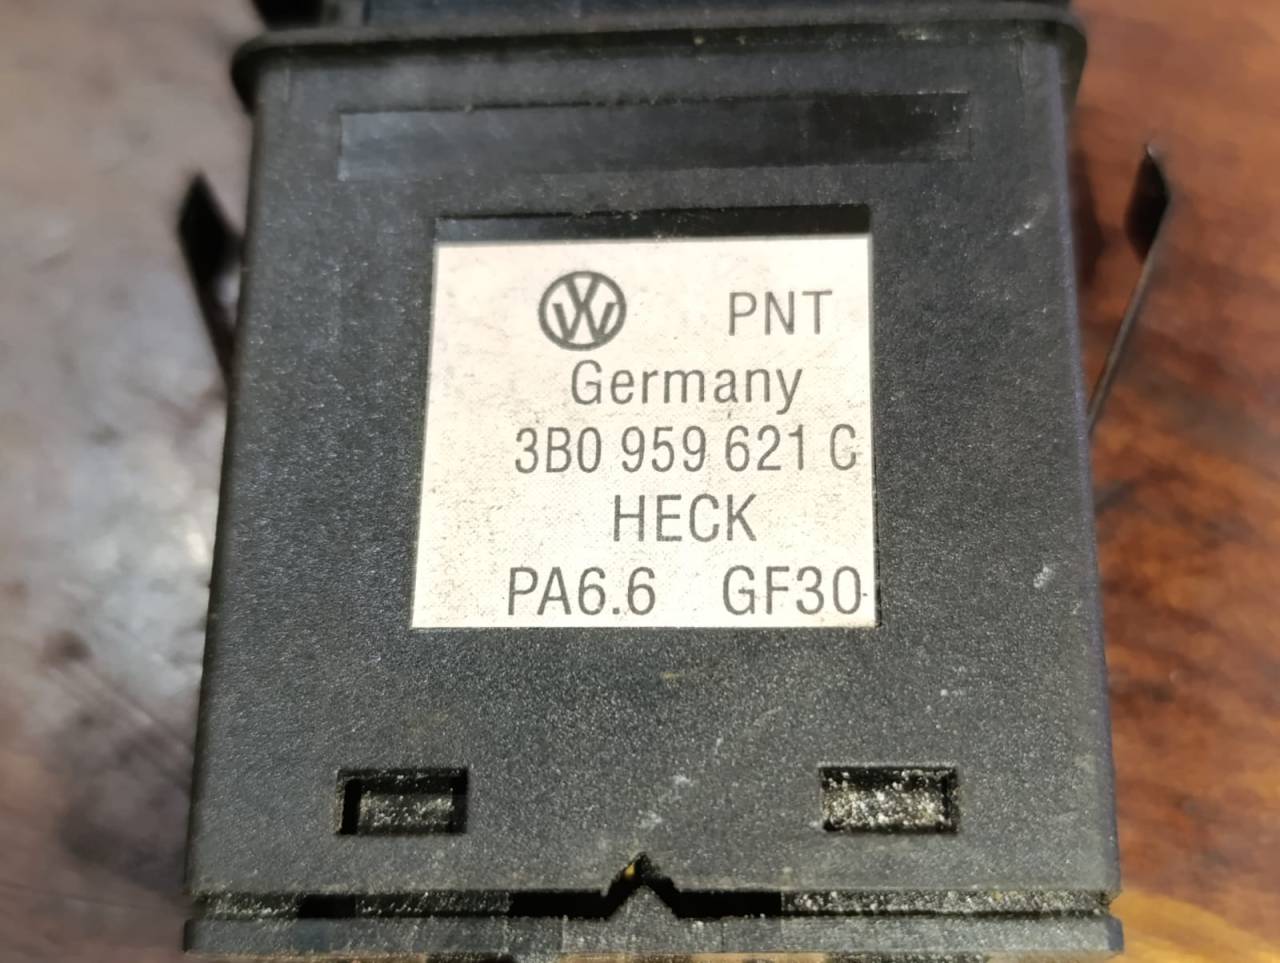 PNT
Germany
3B0 959 621 C
HECK
PA6.6 GF30